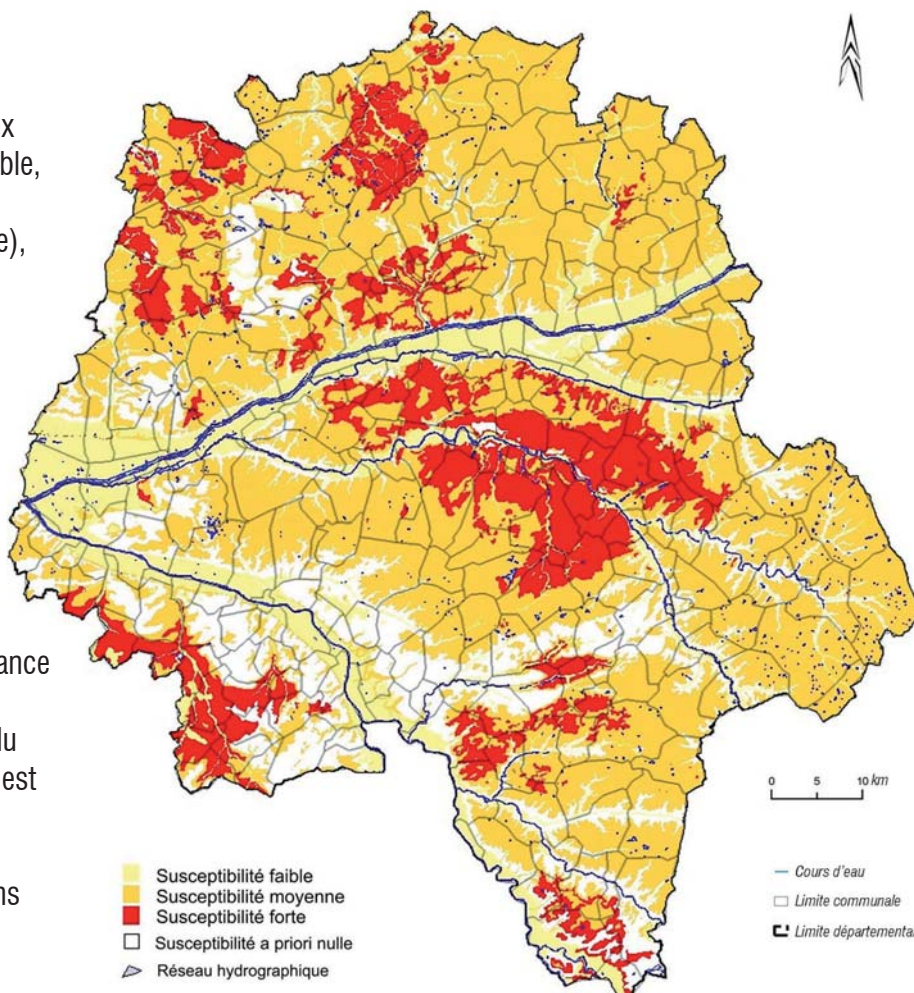 x
ble,
e),
ance
du
est
ns
0 5 10 km
Susceptibilité faible
Susceptibilité moyenne
Susceptibilité forte
Susceptibilité a priori nulle
Réseau hydrographique
Cours d'eau
Limite communale
Limite départementa